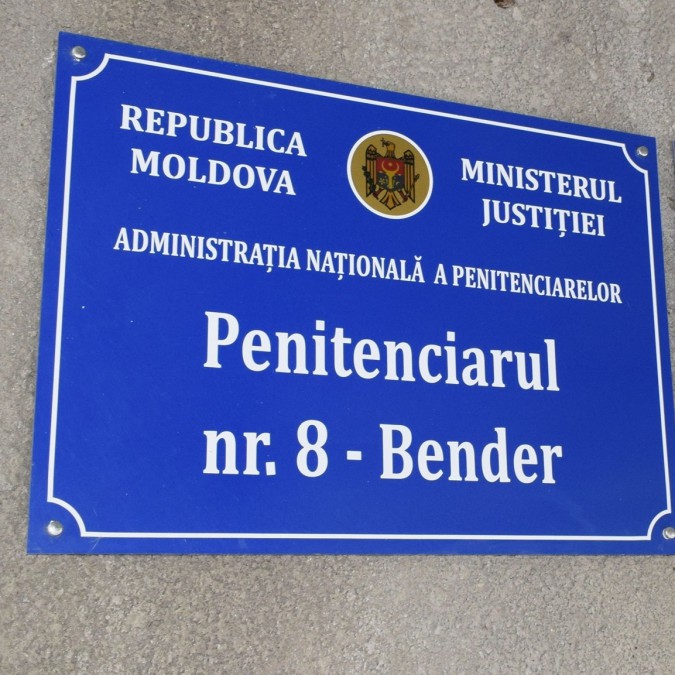 REPUBLICA
MOLDOVA
MINISTERUL
JUSTIȚIEI
ADMINISTRAȚIA NAȚIONALĂ A PENITENCIARELOR
Penitenciarul
nr. 8 - Bender